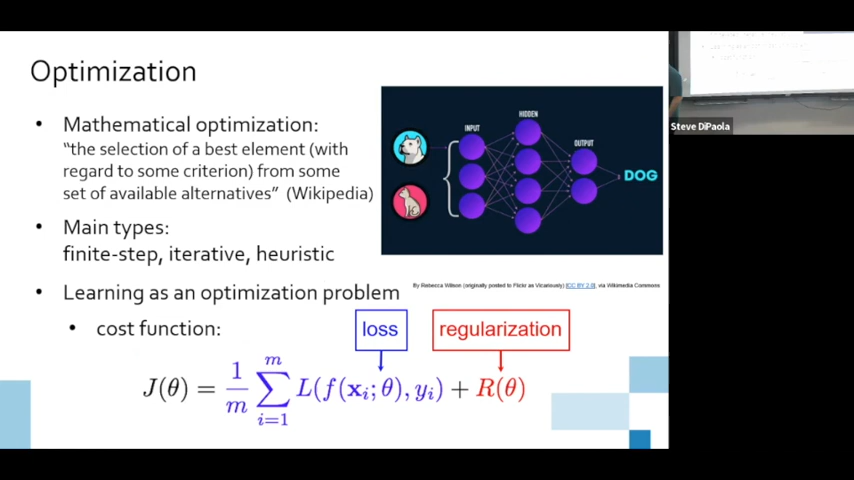 Optimization
• Mathematical optimization:
"the selection of a best element (with
regard to some criterion) from some
set of available alternatives" (Wikipedia)
• Main types:
finite-step, iterative, heuristic
• Learning as an optimization problem
• cost function:
INPUT
HIDDEN
OUTPUT
DOG
By Rebecca Wilson (originally posted to Flickr as Vicariously) [CC BY 2.0], via Wikimedia Commons
loss
regularization
J(θ) = 1/m ∑_{i=1}^{m} L(f(x_i; θ), y_i) + R(θ)
Steve DiPaola